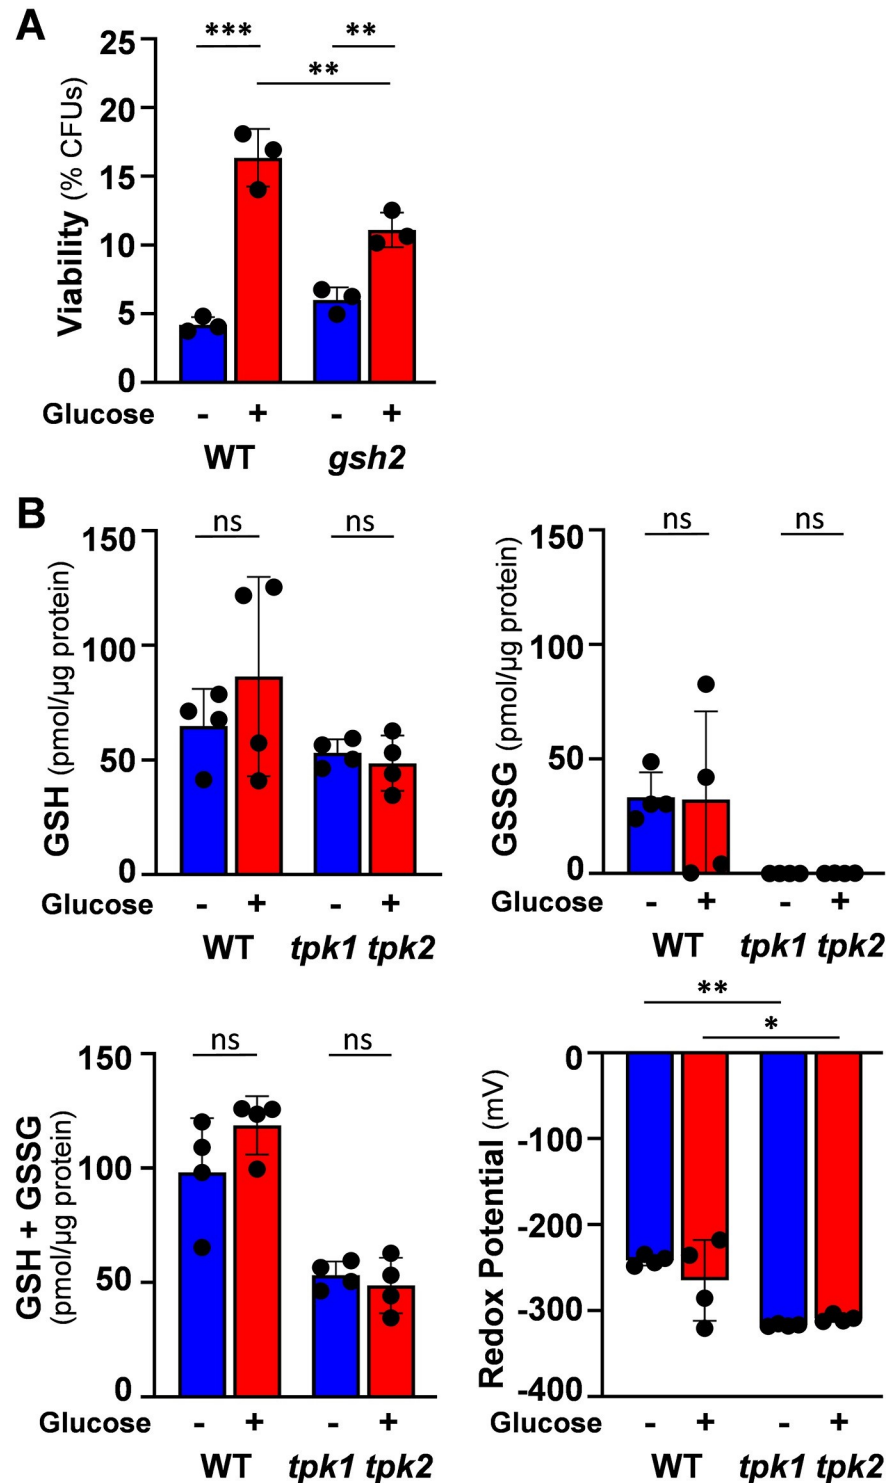 A
*** **
**
25
20
15
10
5
0
Viability (% CFUs)
Glucose - + - +
WT gsh2
B
ns ns
150
100
50
0
GSH (pmol/µg protein)
Glucose - + - +
WT tpk1 tpk2
ns ns
150
100
50
0
GSSG (pmol/µg protein)
Glucose - + - +
WT tpk1 tpk2
ns ns
150
100
50
0
GSH + GSSG
(pmol/µg protein)
Glucose - + - +
WT tpk1 tpk2
**
*
0
-100
-200
-300
-400
Redox Potential (mV)
Glucose - + - +
WT tpk1 tpk2